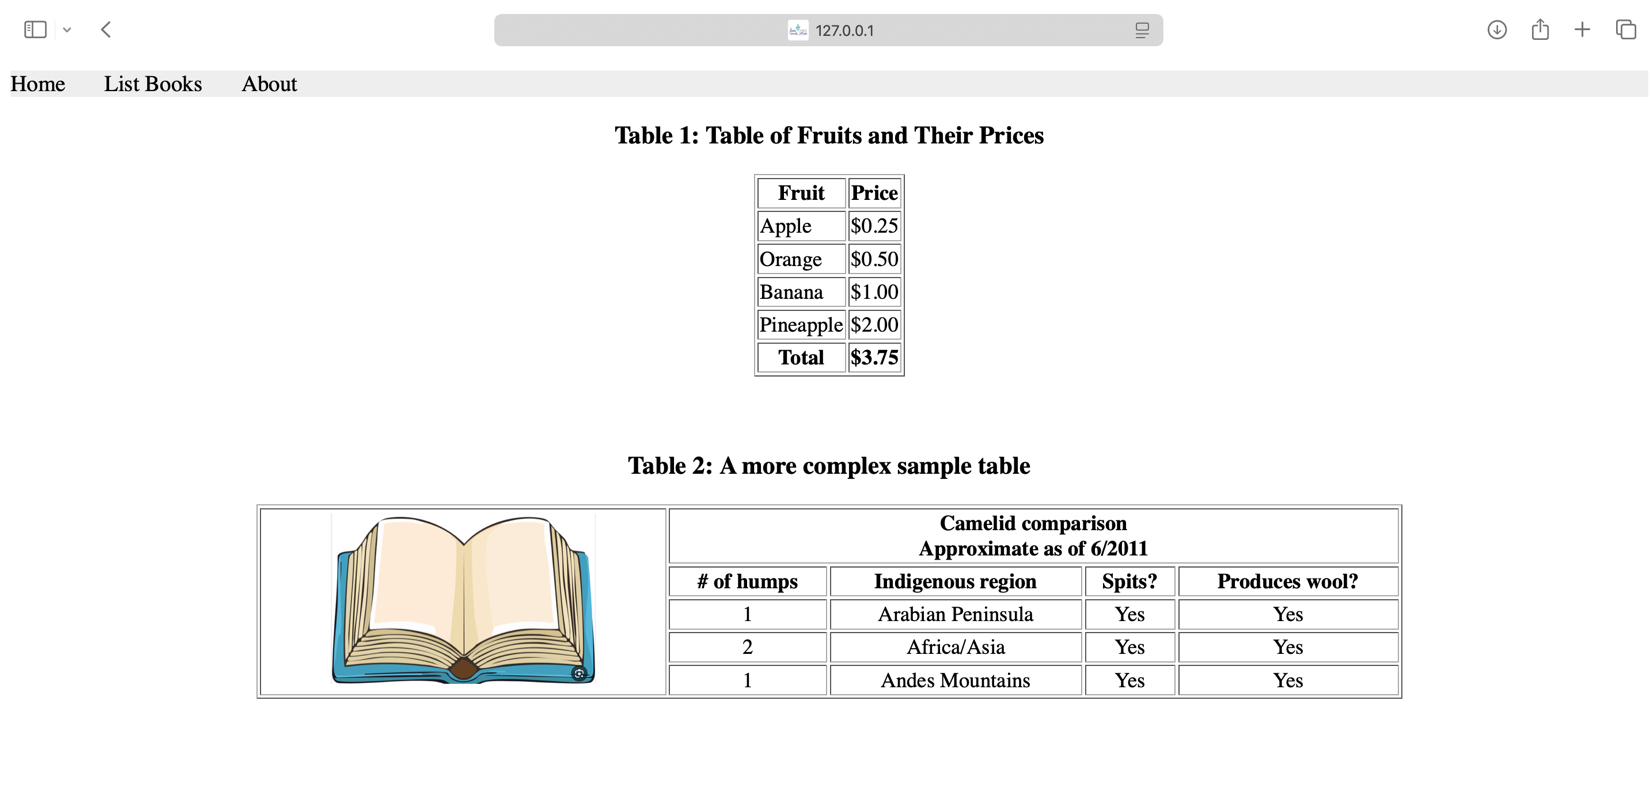 127.0.0.1
Home List Books About
Table 1: Table of Fruits and Their Prices
Fruit Price
Apple $0.25
Orange $0.50
Banana $1.00
Pineapple $2.00
Total $3.75
Table 2: A more complex sample table
Camelid comparison
Approximate as of 6/2011
# of humps Indigenous region Spits? Produces wool?
1 Arabian Peninsula Yes Yes
2 Africa/Asia Yes Yes
1 Andes Mountains Yes Yes